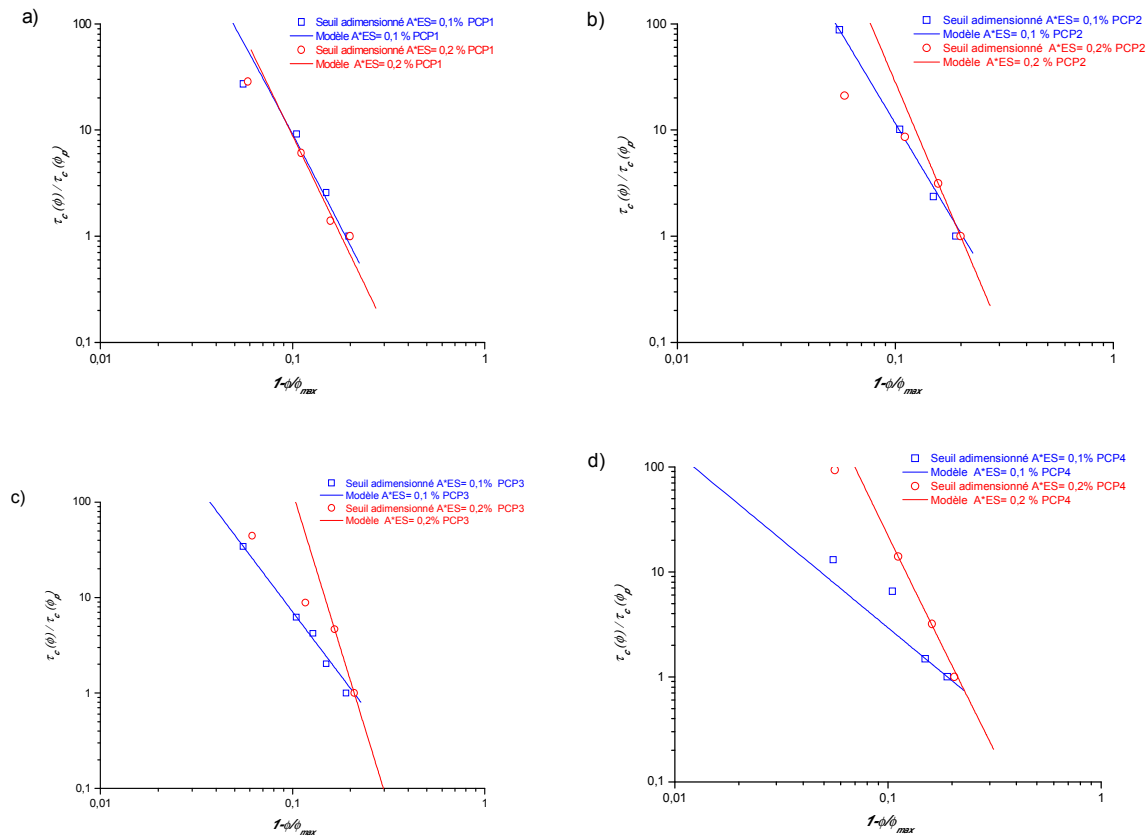 a)
Seuil adimensionné A*ES= 0,1% PCP1
Modèle A*ES= 0,1 % PCP1
Seuil adimensionné A*ES= 0,2 % PCP1
Modèle A*ES= 0,2 % PCP1
100
10
1
0,1
τc(ϕ) / τc(ϕp)
0,01
0,1
1
1-ϕ/ϕmax
b)
Seuil adimensionné A*ES= 0,1% PCP2
Modèle A*ES= 0,1 % PCP2
Seuil adimensionné A*ES= 0,2% PCP2
Modèle A*ES= 0,2 % PCP2
100
10
1
0,1
τc(ϕ) / τc(ϕp)
0,01
0,1
1
1-ϕ/ϕmax
c)
Seuil adimensionné A*ES= 0,1% PCP3
Modèle A*ES= 0,1 % PCP3
Seuil adimensionné A*ES= 0,2% PCP3
Modèle A*ES= 0,2% PCP3
100
10
1
0,1
τc(ϕ) / τc(ϕp)
0,01
0,1
1
1-ϕ/ϕmax
d)
Seuil adimensionné A*ES= 0,1% PCP4
Modèle A*ES= 0,1 % PCP4
Seuil adimensionné A*ES= 0,2% PCP4
Modèle A*ES= 0,2 % PCP4
100
10
1
0,1
τc(ϕ) / τc(ϕp)
0,01
0,1
1
1-ϕ/ϕmax